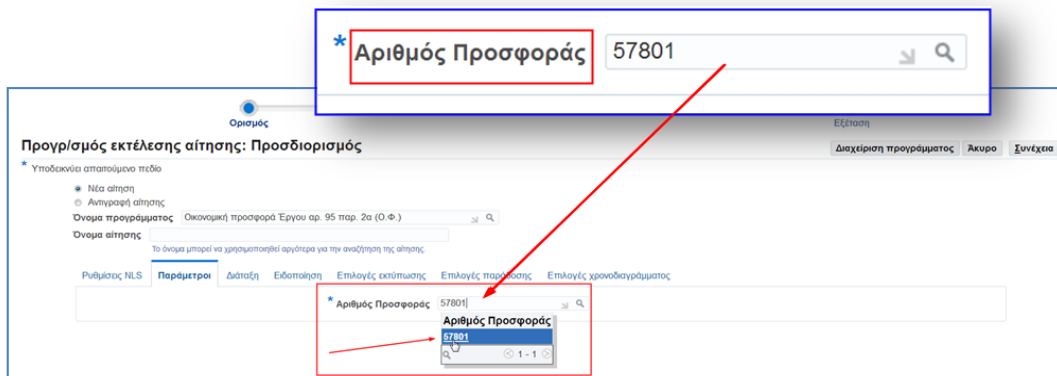 * Αριθμός Προσφοράς 57801
Ορισμός
Εξέταση
Προγρ/σμός εκτέλεσης αίτησης: Προσδιορισμός
Διαχείριση προγράμματος Άκυρο Συνέχεια
* Υποδεικνύει απαιτούμενο πεδίο
Νέα αίτηση
Αντιγραφή αίτησης
Όνομα προγράμματος Οικονομική προσφορά Έργου αρ. 95 παρ. 2α (Ο.Φ.)
Όνομα αίτησης
Το όνομα μπορεί να χρησιμοποιηθεί αργότερα για την αναζήτηση της αίτησης.
Ρυθμίσεις NLS Παράμετροι Διάταξη Ειδοποίηση Επιλογές εκτύπωσης Επιλογές παράδοσης Επιλογές χρονοδιαγράμματος
* Αριθμός Προσφοράς 57801
Αριθμός Προσφοράς
57801
1 - 1